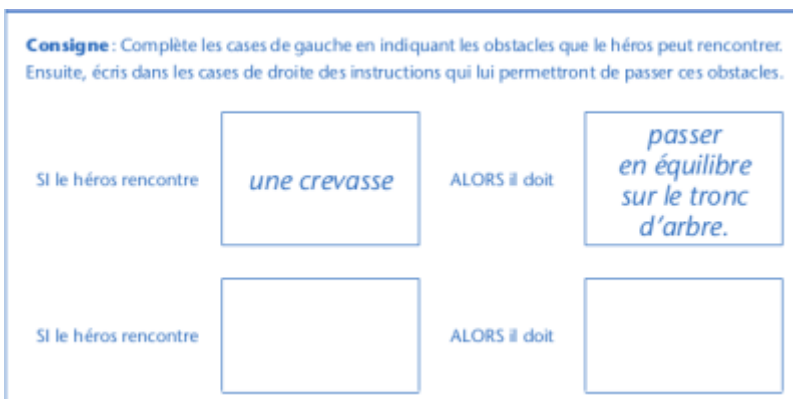 Consigne : Complète les cases de gauche en indiquant les obstacles que le héros peut rencontrer.
Ensuite, écris dans les cases de droite des instructions qui lui permettront de passer ces obstacles.
SI le héros rencontre
une crevasse
ALORS il doit
passer
en équilibre
sur le tronc
d'arbre.
SI le héros rencontre
ALORS il doit